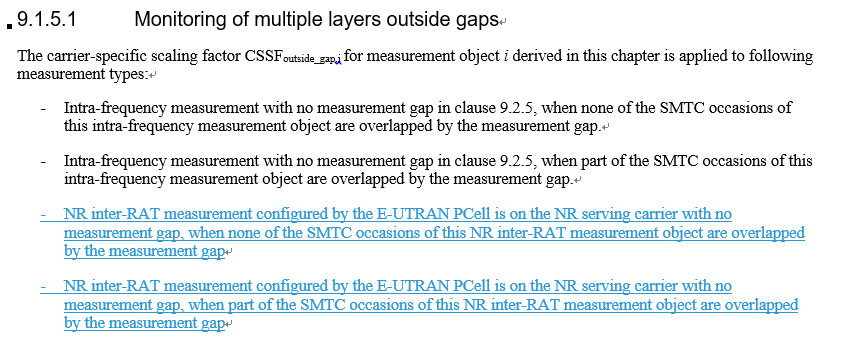 9.1.5.1 Monitoring of multiple layers outside gaps
The carrier-specific scaling factor CSSFoutside_gap,i for measurement object i derived in this chapter is applied to following
measurement types:
- Intra-frequency measurement with no measurement gap in clause 9.2.5, when none of the SMTC occasions of
this intra-frequency measurement object are overlapped by the measurement gap.
- Intra-frequency measurement with no measurement gap in clause 9.2.5, when part of the SMTC occasions of this
intra-frequency measurement object are overlapped by the measurement gap.
- NR inter-RAT measurement configured by the E-UTRAN PCell is on the NR serving carrier with no
measurement gap, when none of the SMTC occasions of this NR inter-RAT measurement object are overlapped
by the measurement gap
- NR inter-RAT measurement configured by the E-UTRAN PCell is on the NR serving carrier with no
measurement gap, when part of the SMTC occasions of this NR inter-RAT measurement object are overlapped
by the measurement gap